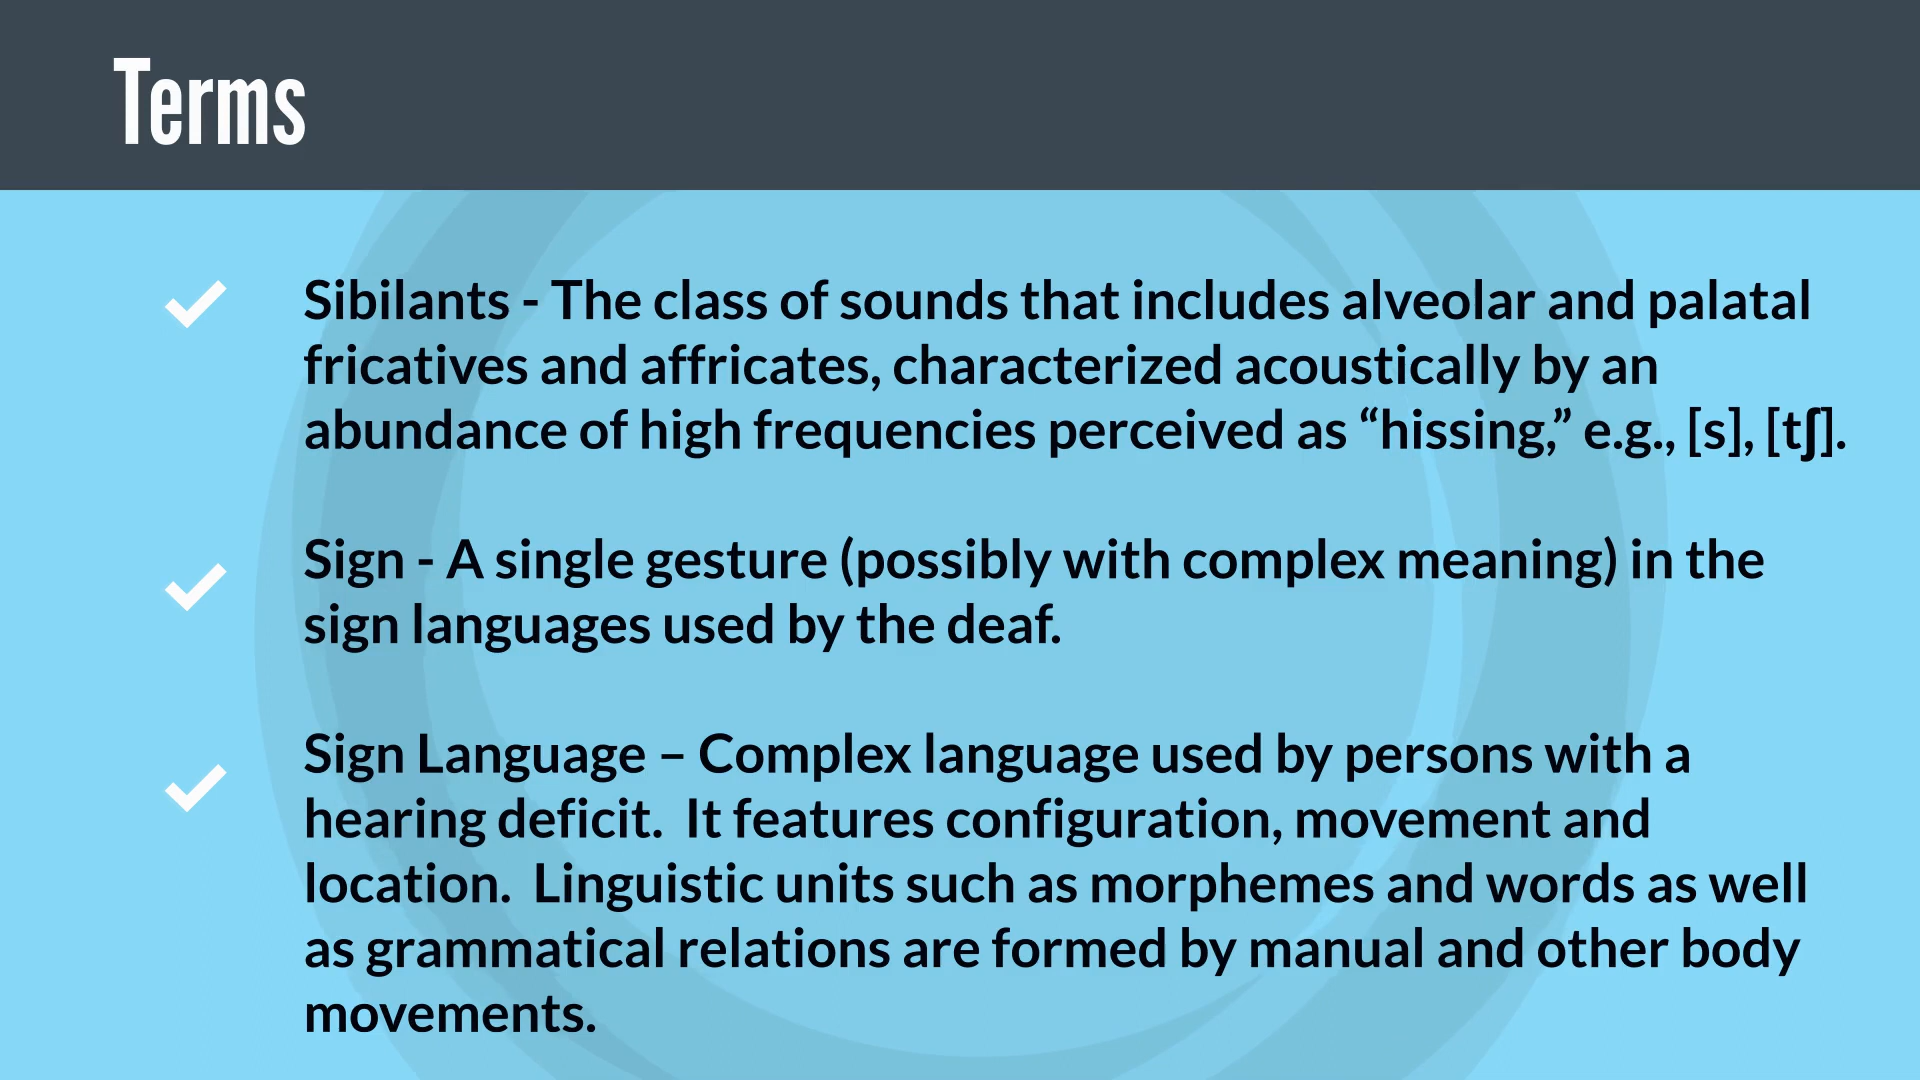 Terms
Sibilants - The class of sounds that includes alveolar and palatal
fricatives and affricates, characterized acoustically by an
abundance of high frequencies perceived as “hissing,” e.g., [s], [tʃ].
Sign - A single gesture (possibly with complex meaning) in the
sign languages used by the deaf.
Sign Language – Complex language used by persons with a
hearing deficit.  It features configuration, movement and
location.  Linguistic units such as morphemes and words as well
as grammatical relations are formed by manual and other body
movements.